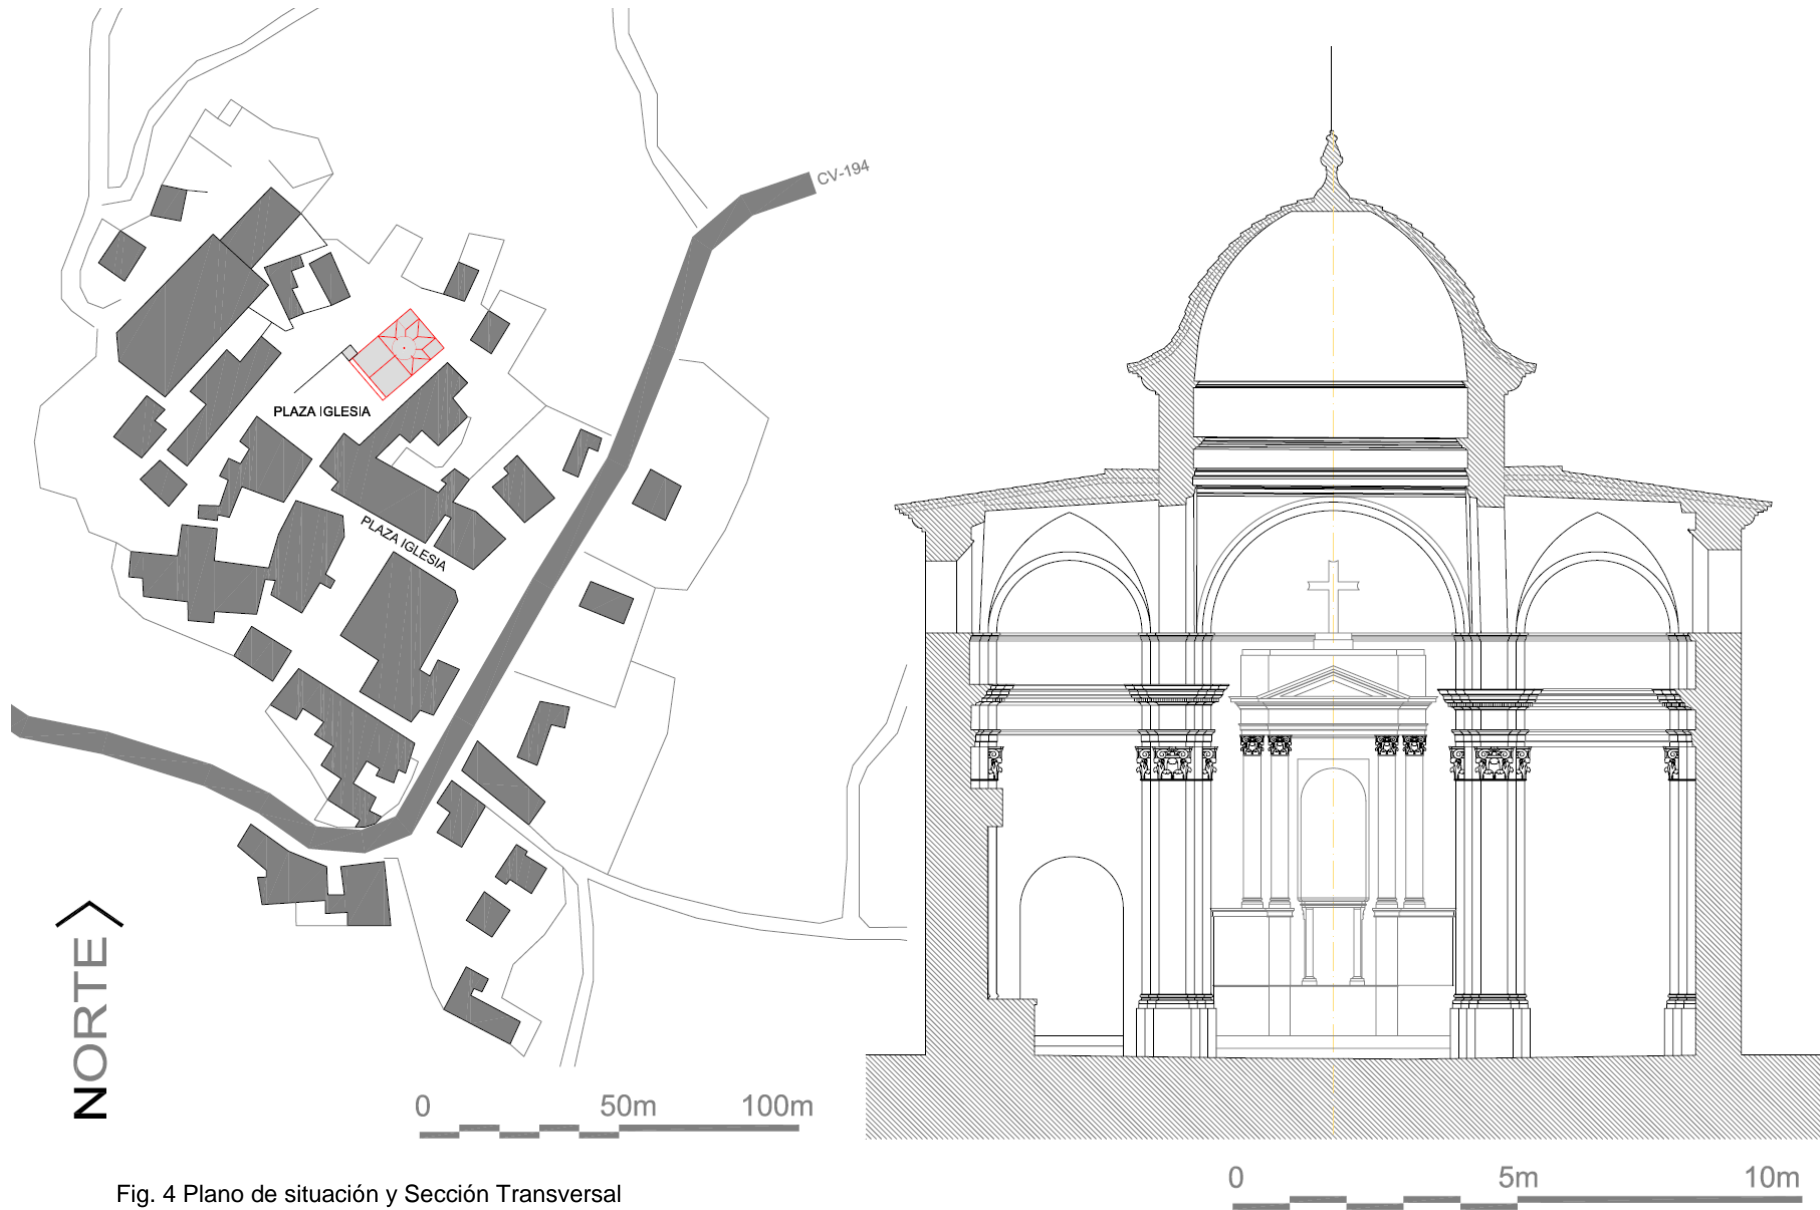 CV-194
PLAZA IGLESIA
PLAZA IGLESIA
NORTE
0 50m 100m
0 5m 10m
Fig. 4 Plano de situación y Sección Transversal